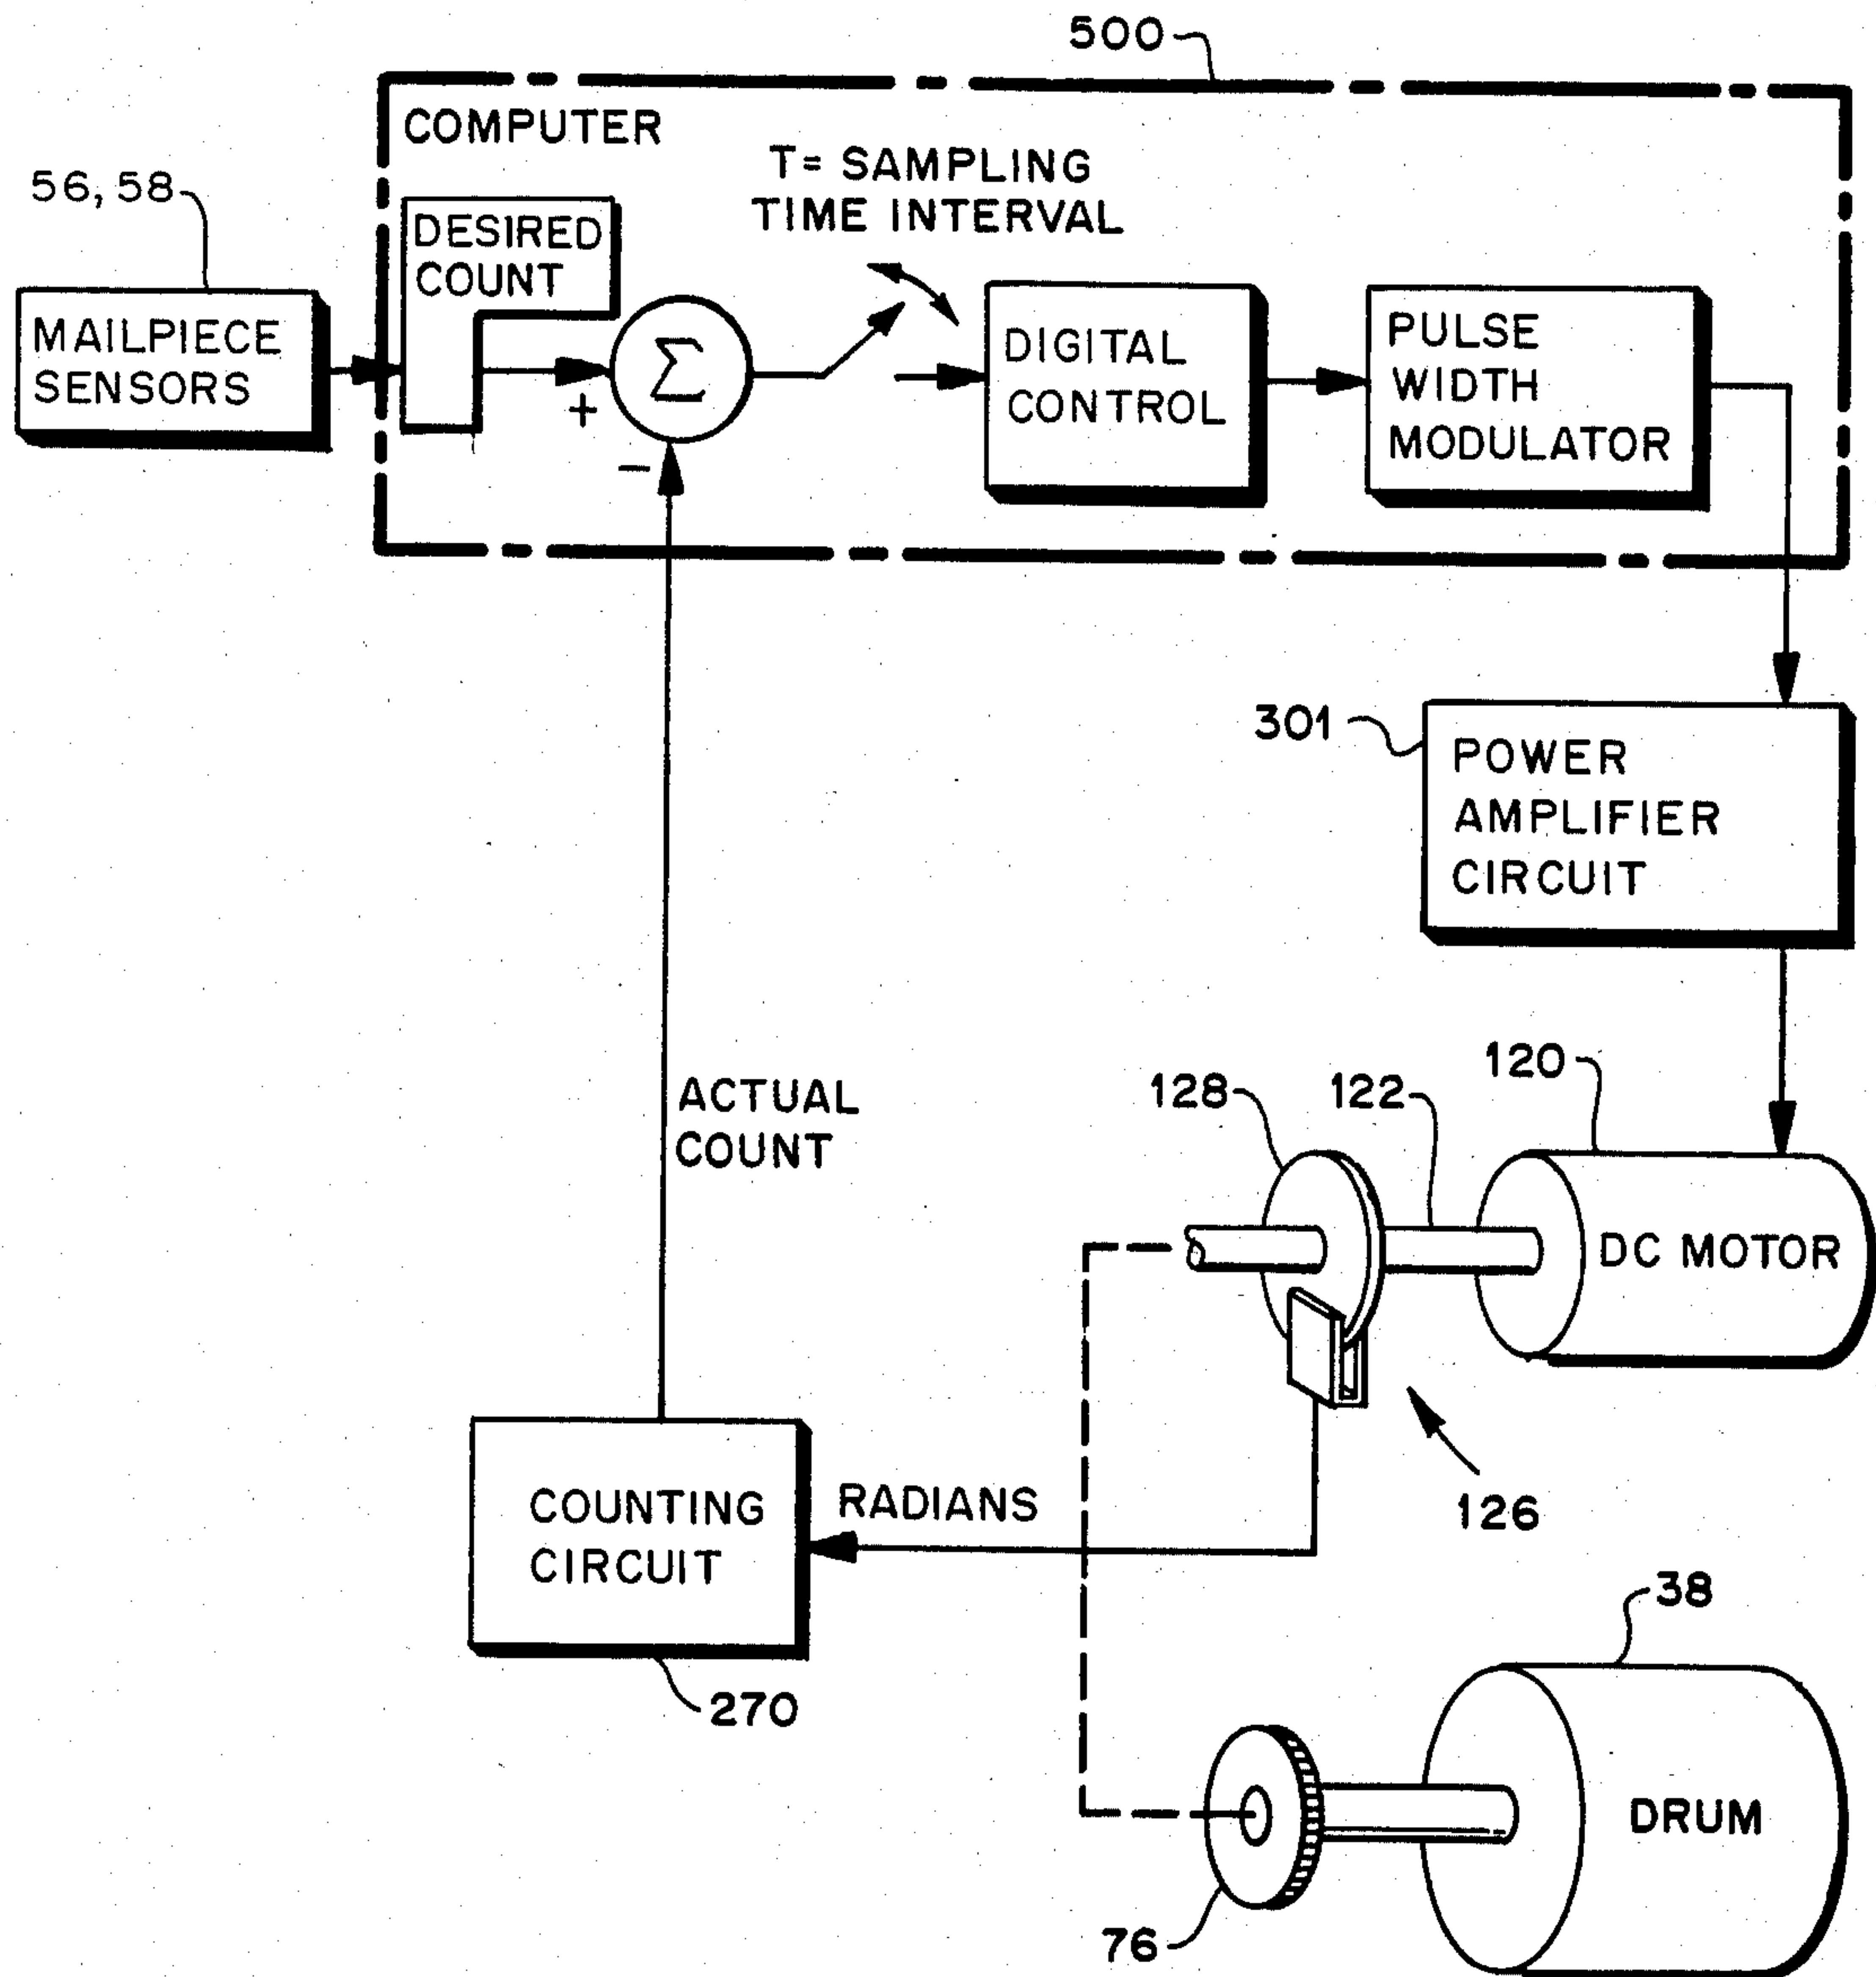 500
COMPUTER
T= SAMPLING
TIME INTERVAL
56, 58
DESIRED
COUNT
MAILPIECE
SENSORS
+
Σ
−
DIGITAL
CONTROL
PULSE
WIDTH
MODULATOR
301
POWER
AMPLIFIER
CIRCUIT
ACTUAL
COUNT
128
122
120
DC MOTOR
126
COUNTING
CIRCUIT
RADIANS
270
38
DRUM
76